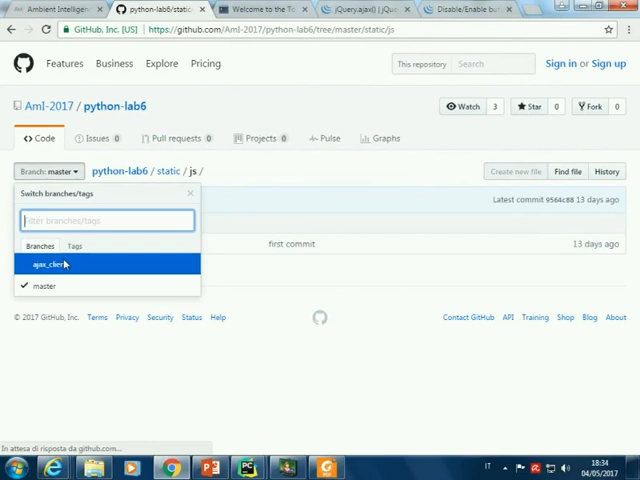 Ambient Intelligenc
python-lab6/static
Welcome to the To
jQuery.ajax() | jQue
Disable/Enable bu
GitHub, Inc. [US]
https://github.com/AmI-2017/python-lab6/tree/master/static/js
Features
Business
Explore
Pricing
This repository
Search
Sign in or Sign up
AmI-2017 / python-lab6
Watch
3
Star
0
Fork
0
Code
Issues 0
Pull requests 0
Projects 0
Pulse
Graphs
Branch: master
python-lab6 / static / js /
Create new file
Find file
History
Switch branches/tags
Latest commit 9564c88 13 days ago
Filter branches/tags
Branches
Tags
first commit
13 days ago
master
© 2017 GitHub, Inc.
Terms
Privacy
Security
Status
Help
Contact GitHub
API
Training
Shop
Blog
About
In attesa di risposta da github.com...
IT
18:34
04/05/2017